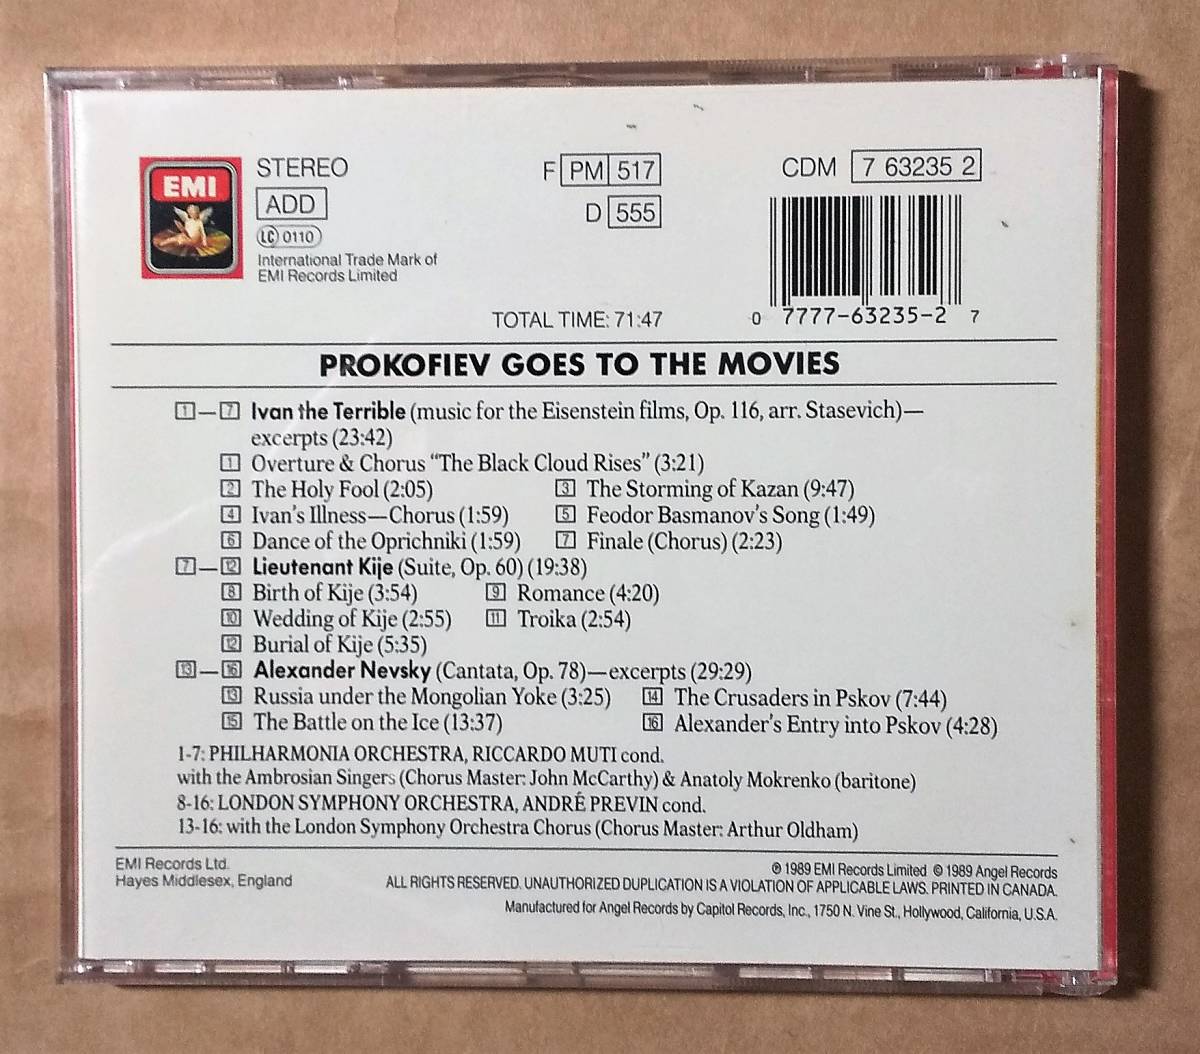 EMI
STEREO
ADD
LC 0110
International Trade Mark of
EMI Records Limited
F PM 517
D 555
CDM 7 63235 2
TOTAL TIME: 71:47
0 7777-63235-2 7
PROKOFIEV GOES TO THE MOVIES
1—7 Ivan the Terrible (music for the Eisenstein films, Op. 116, arr. Stasevich)—
excerpts (23:42)
1 Overture & Chorus “The Black Cloud Rises” (3:21)
2 The Holy Fool (2:05) 3 The Storming of Kazan (9:47)
4 Ivan's Illness—Chorus (1:59) 5 Feodor Basmanov's Song (1:49)
6 Dance of the Oprichniki (1:59) 7 Finale (Chorus) (2:23)
7—12 Lieutenant Kije (Suite, Op. 60) (19:38)
8 Birth of Kije (3:54) 9 Romance (4:20)
10 Wedding of Kije (2:55) 11 Troika (2:54)
12 Burial of Kije (5:35)
13—16 Alexander Nevsky (Cantata, Op. 78)—excerpts (29:29)
13 Russia under the Mongolian Yoke (3:25) 14 The Crusaders in Pskov (7:44)
15 The Battle on the Ice (13:37) 16 Alexander's Entry into Pskov (4:28)
1-7: PHILHARMONIA ORCHESTRA, RICCARDO MUTI cond.
with the Ambrosian Singers (Chorus Master: John McCarthy) & Anatoly Mokrenko (baritone)
8-16: LONDON SYMPHONY ORCHESTRA, ANDRÉ PREVIN cond.
13-16: with the London Symphony Orchestra Chorus (Chorus Master: Arthur Oldham)
EMI Records Ltd.
Hayes Middlesex, England
℗ 1989 EMI Records Limited © 1989 Angel Records
ALL RIGHTS RESERVED. UNAUTHORIZED DUPLICATION IS A VIOLATION OF APPLICABLE LAWS. PRINTED IN CANADA.
Manufactured for Angel Records by Capitol Records, Inc., 1750 N. Vine St., Hollywood, California, U.S.A.